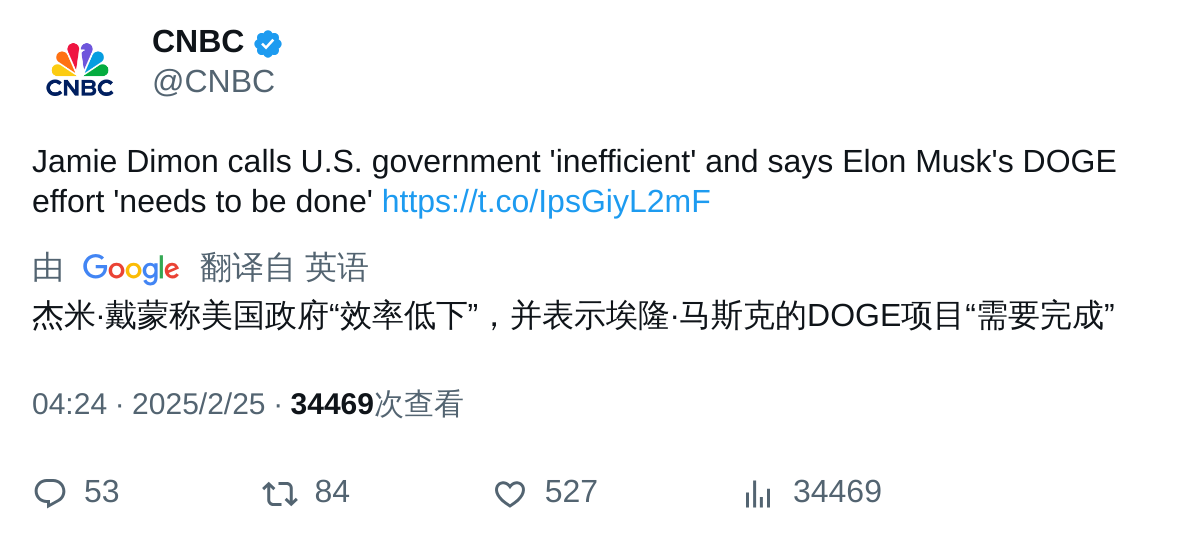 CNBC
CNBC
@CNBC
Jamie Dimon calls U.S. government 'inefficient' and says Elon Musk's DOGE
effort 'needs to be done' https://t.co/IpsGiyL2mF
由 Google 翻译自 英语
杰米·戴蒙称美国政府“效率低下”，并表示埃隆·马斯克的DOGE项目“需要完成”
04:24 · 2025/2/25 · 34469次查看
53 84 527 34469